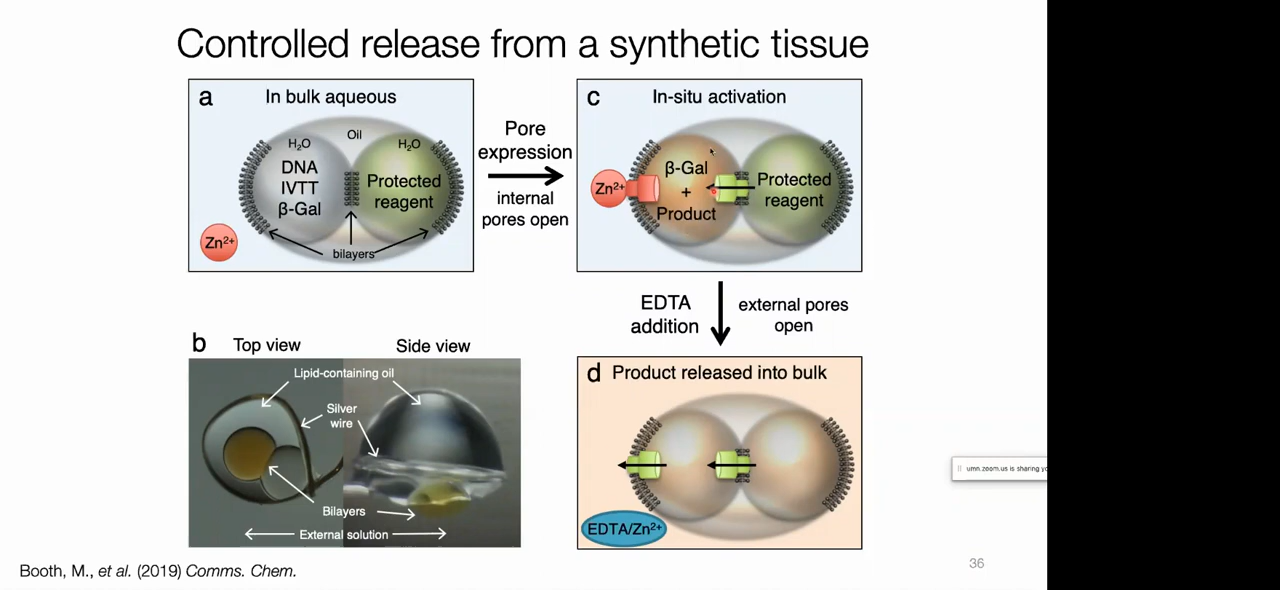 Controlled release from a synthetic tissue
a
In bulk aqueous
H₂O
Oil
H₂O
DNA
IVTT
β-Gal
Protected
reagent
Zn²⁺
bilayers
Pore
expression
internal
pores open
c
In-situ activation
Zn²⁺
β-Gal
+
Product
Protected
reagent
EDTA
addition
external pores
open
b
Top view
Side view
Lipid-containing oil
Silver
wire
Bilayers
External solution
d
Product released into bulk
EDTA/Zn²⁺
umn.zoom.us is sharing yo
36
Booth, M., et al. (2019) Comms. Chem.